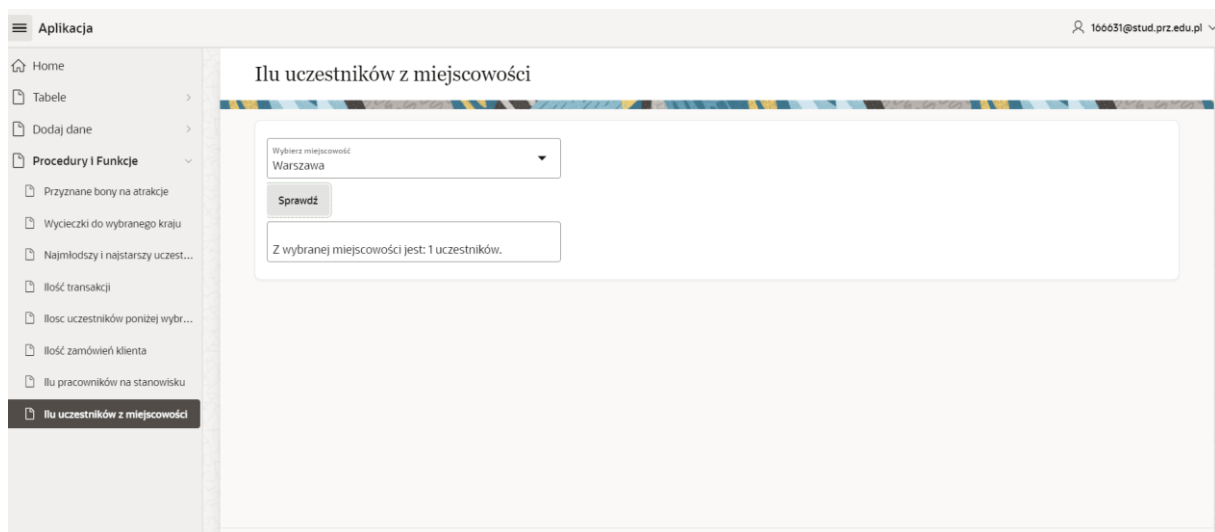 Aplikacja
166631@stud.prz.edu.pl
Home
Tabele
Dodaj dane
Procedury i Funkcje
Przyznane bony na atrakcje
Wycieczki do wybranego kraju
Najmłodszy i najstarszy uczest...
Ilość transakcji
Ilosc uczestników poniżej wybr...
Ilość zamówień klienta
Ilu pracowników na stanowisku
Ilu uczestników z miejscowości
Ilu uczestników z miejscowości
Wybierz miejscowość
Warszawa
Sprawdź
Z wybranej miejscowości jest: 1 uczestników.